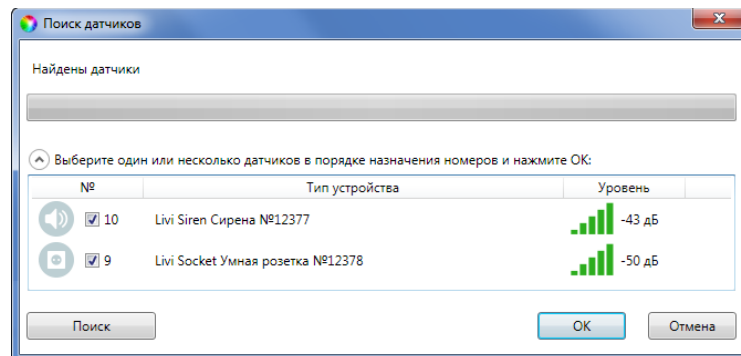 Поиск датчиков
Найдены датчики
Выберите один или несколько датчиков в порядке назначения номеров и нажмите ОК:
№ Тип устройства Уровень
10 Livi Siren Сирена №12377 -43 дБ
9 Livi Socket Умная розетка №12378 -50 дБ
Поиск ОК Отмена